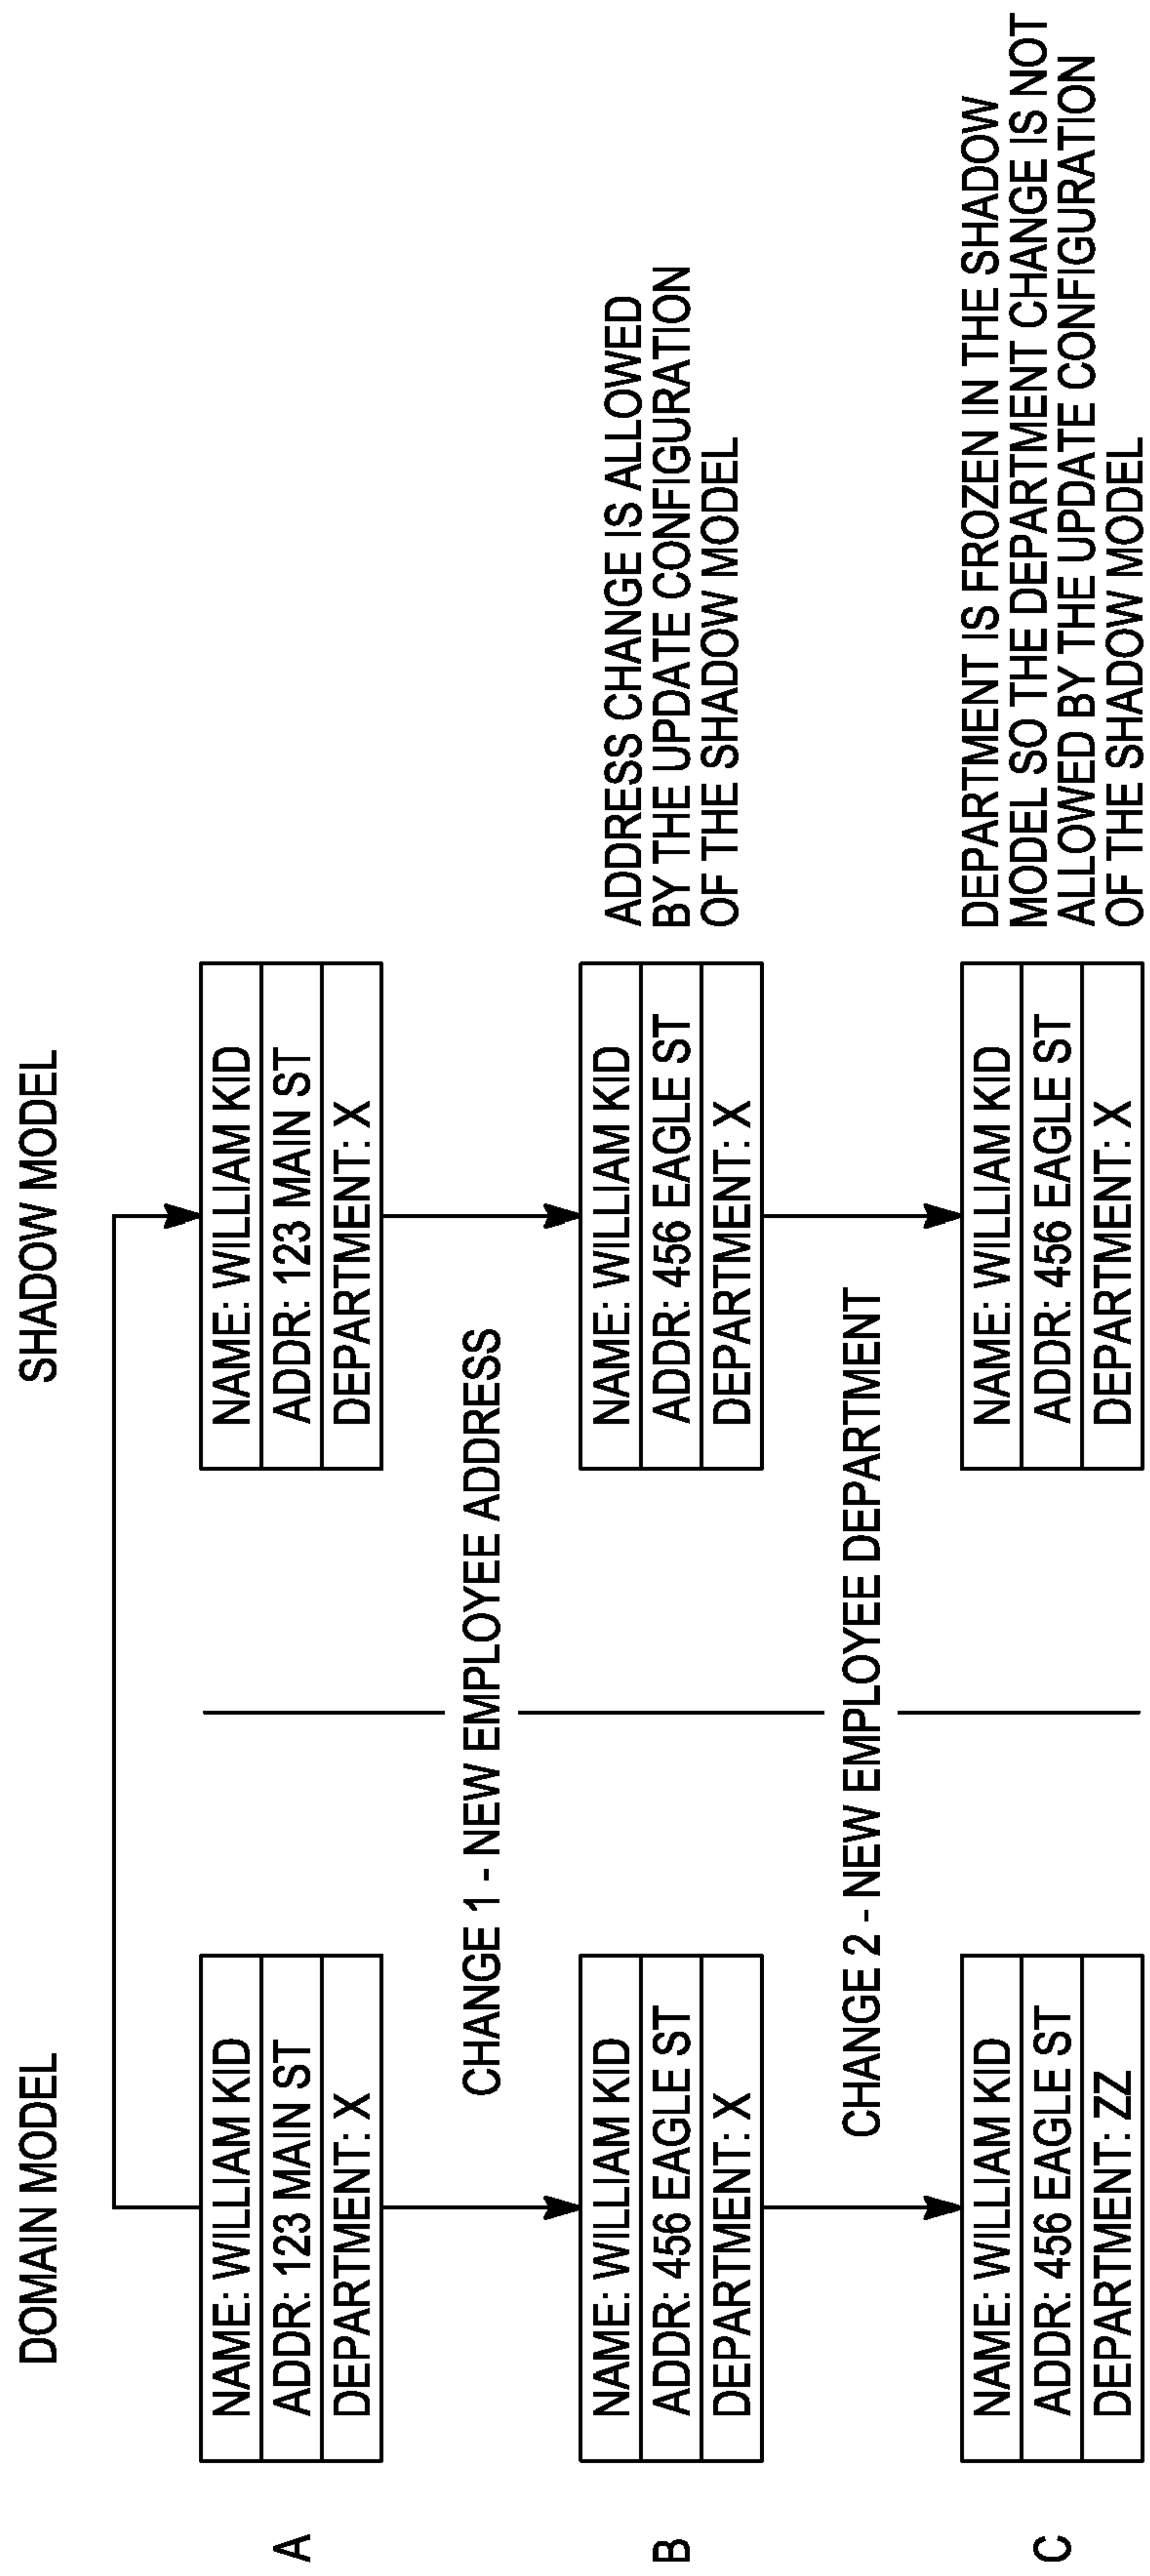 DOMAIN MODEL
SHADOW MODEL
A
NAME: WILLIAM KID
ADDR: 123 MAIN ST
DEPARTMENT: X
NAME: WILLIAM KID
ADDR: 123 MAIN ST
DEPARTMENT: X
CHANGE 1 - NEW EMPLOYEE ADDRESS
B
NAME: WILLIAM KID
ADDR: 456 EAGLE ST
DEPARTMENT: X
NAME: WILLIAM KID
ADDR: 456 EAGLE ST
DEPARTMENT: X
ADDRESS CHANGE IS ALLOWED
BY THE UPDATE CONFIGURATION
OF THE SHADOW MODEL
CHANGE 2 - NEW EMPLOYEE DEPARTMENT
C
NAME: WILLIAM KID
ADDR: 456 EAGLE ST
DEPARTMENT: ZZ
NAME: WILLIAM KID
ADDR: 456 EAGLE ST
DEPARTMENT: X
DEPARTMENT IS FROZEN IN THE SHADOW
MODEL SO THE DEPARTMENT CHANGE IS NOT
ALLOWED BY THE UPDATE CONFIGURATION
OF THE SHADOW MODEL